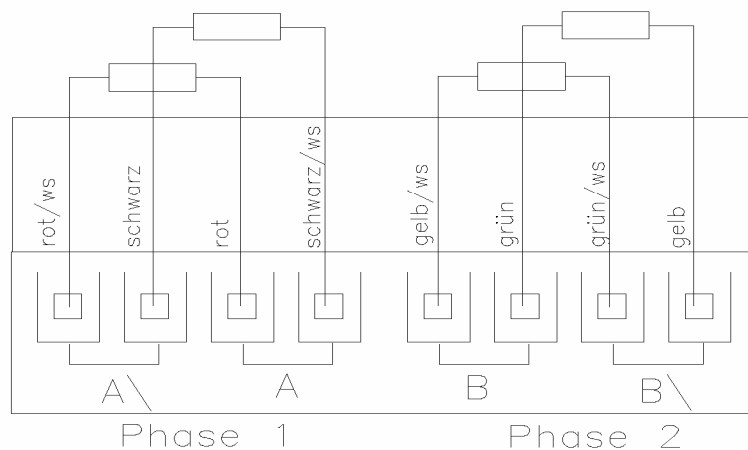 rot/ws schwarz rot schwarz/ws gelb/ws grün grün/ws gelb
A\ A B B\
Phase 1 Phase 2